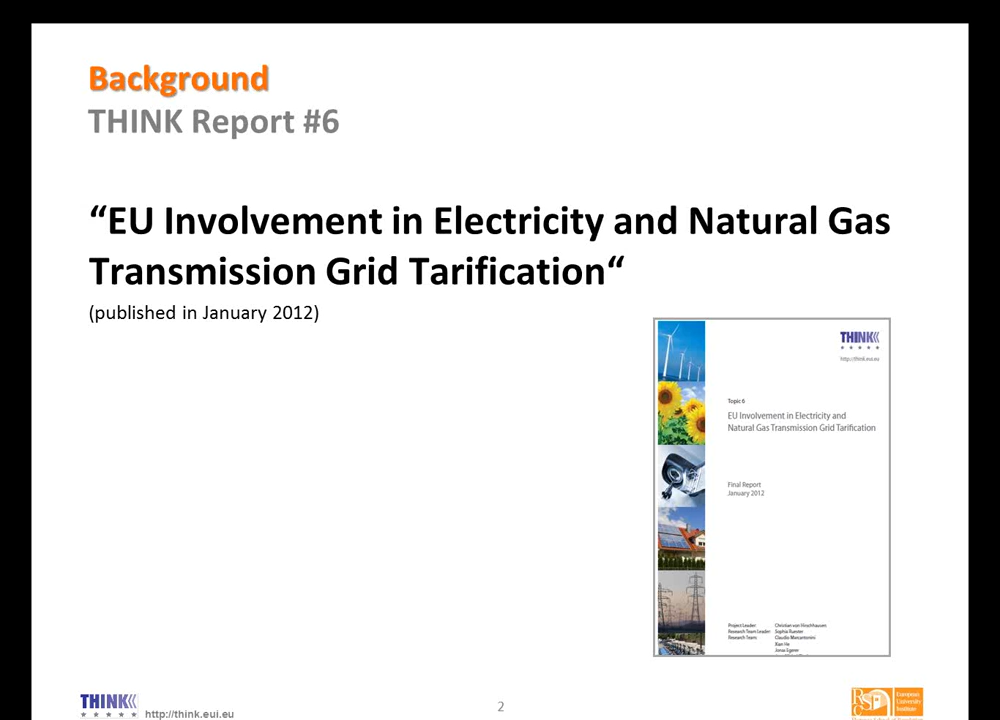 Background
THINK Report #6
“EU Involvement in Electricity and Natural Gas
Transmission Grid Tarification“
(published in January 2012)
THINK
http://think.eui.eu
Topic 6
EU Involvement in Electricity and
Natural Gas Transmission Grid Tarification
Final Report
January 2012
Project Leader Christian von Hirschhausen
Research Team Leader Sophia Ruester
Research Team Claudio Marcantonini
Xian He
Jonas Egerer
THINK
http://think.eui.eu
2
RSC
European
University
Institute